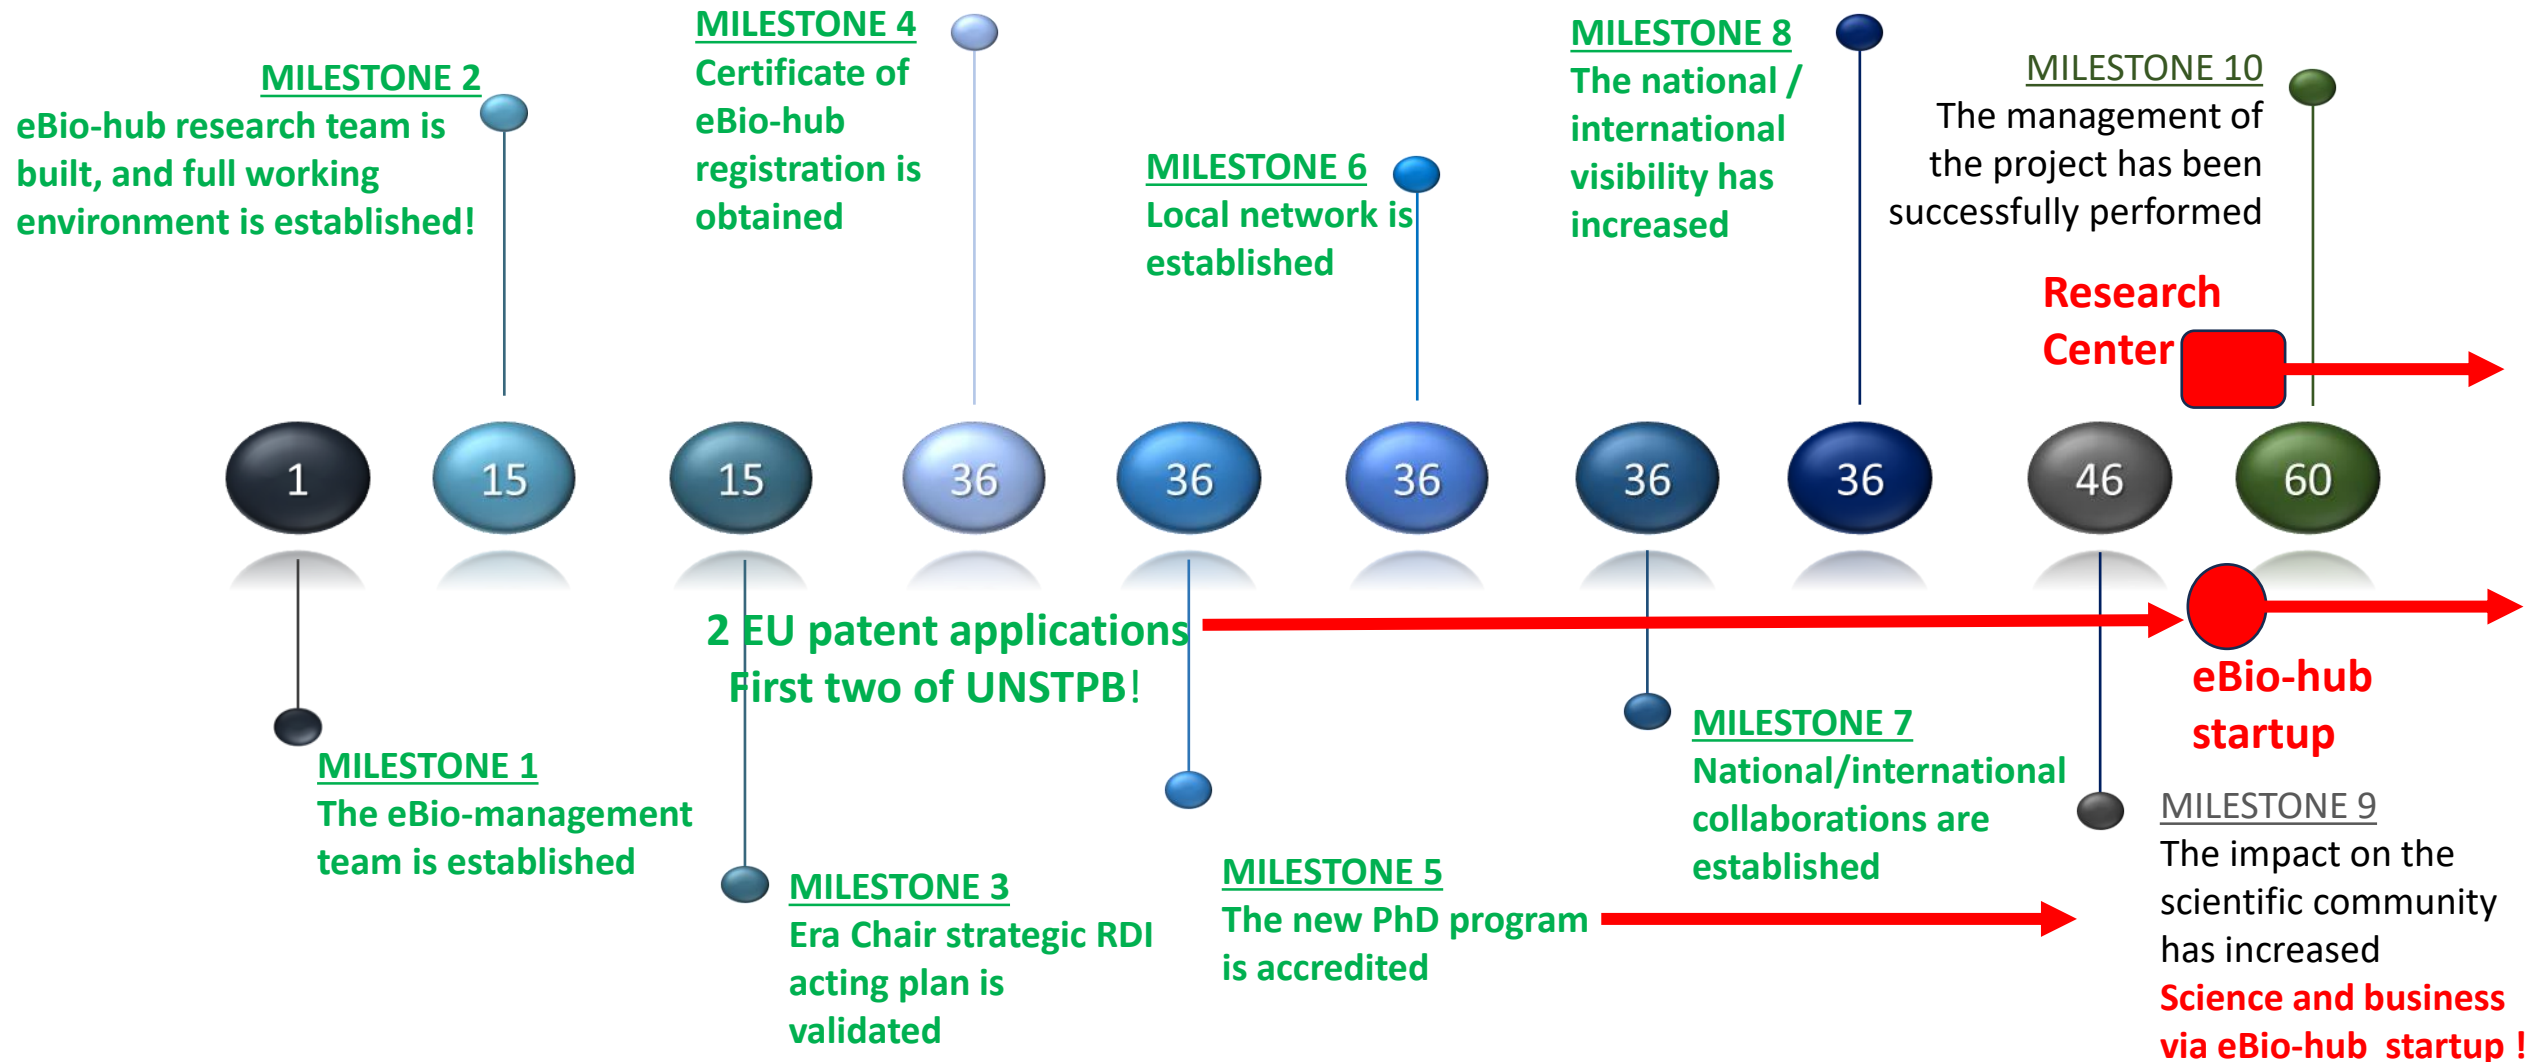 MILESTONE 2
eBio-hub research team is
built, and full working
environment is established!
MILESTONE 4
Certificate of
eBio-hub
registration is
obtained
MILESTONE 6
Local network is
established
MILESTONE 8
The national /
international
visibility has
increased
MILESTONE 10
The management of
the project has been
successfully performed
Research
Center
1
15
15
36
36
36
36
36
46
60
2 EU patent applications
First two of UNSTPB!
eBio-hub
startup
MILESTONE 1
The eBio-management
team is established
MILESTONE 3
Era Chair strategic RDI
acting plan is
validated
MILESTONE 5
The new PhD program
is accredited
MILESTONE 7
National/international
collaborations are
established
MILESTONE 9
The impact on the
scientific community
has increased
Science and business
via eBio-hub  startup !